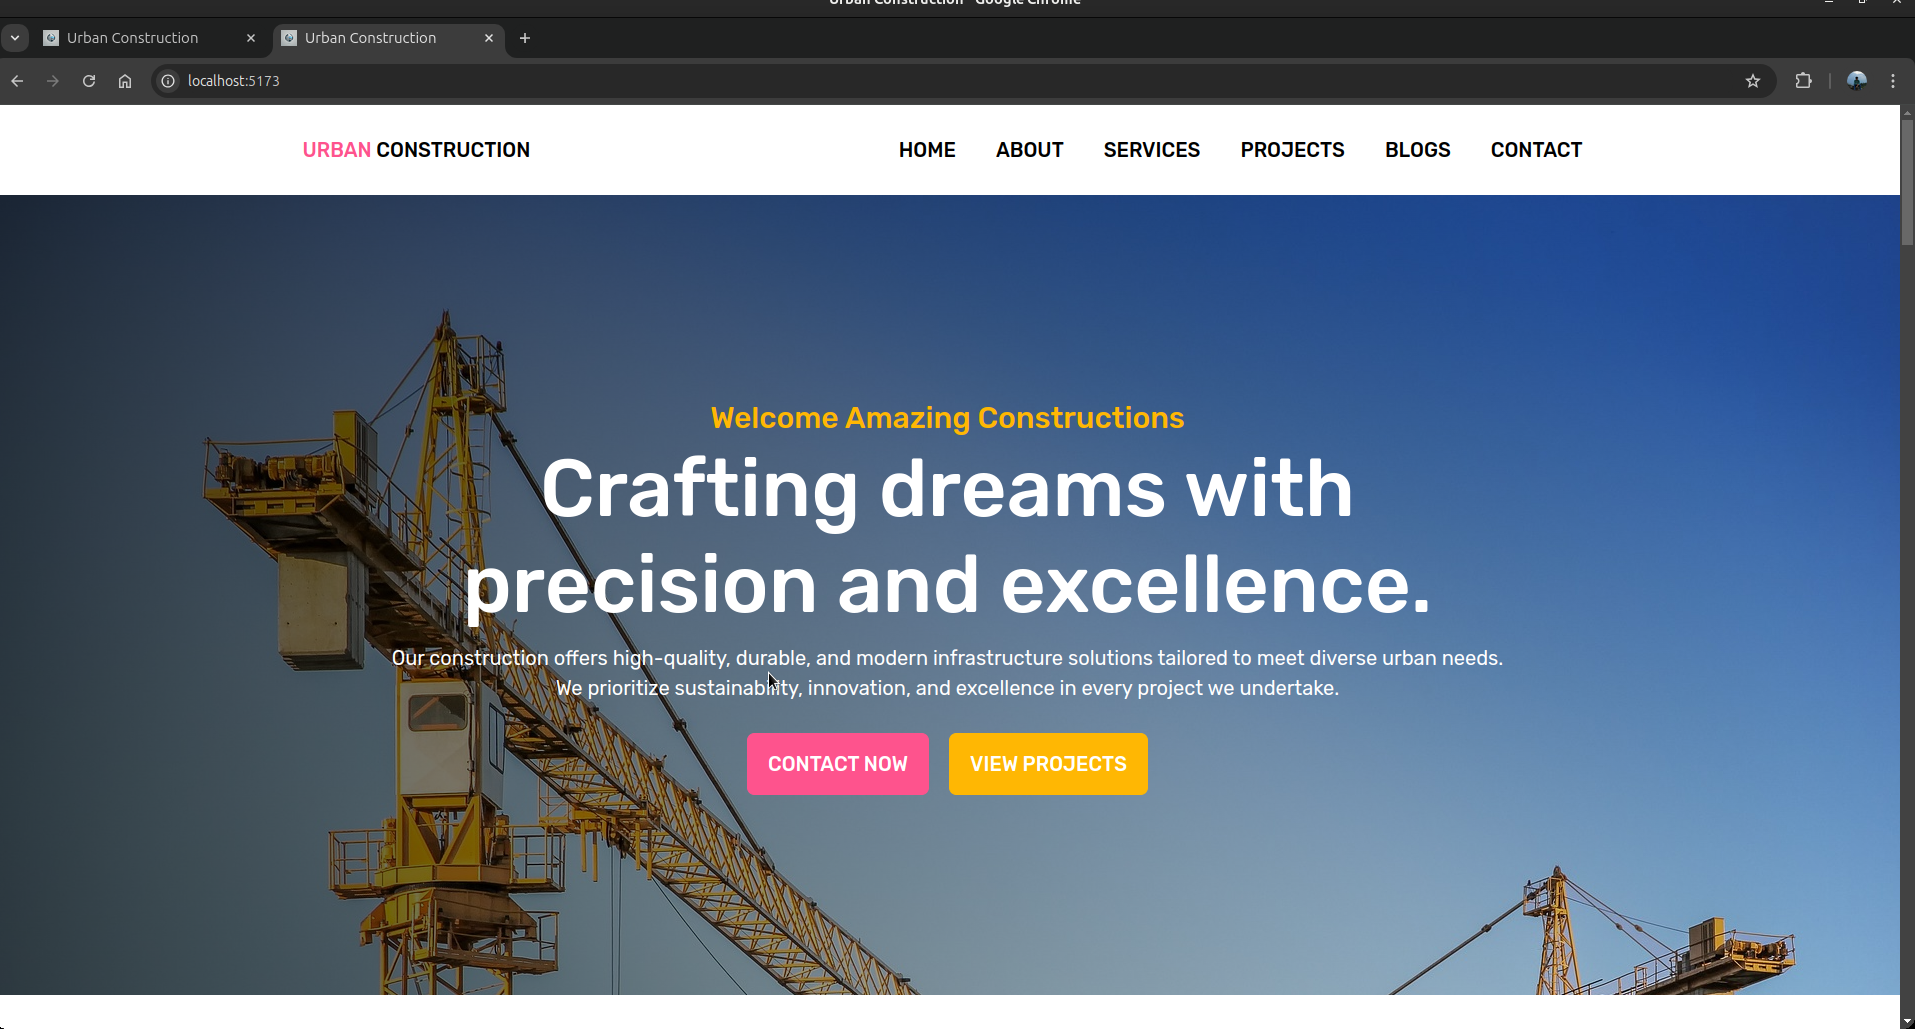 Urban Construction - Google Chrome
Urban Construction
Urban Construction
localhost:5173
URBAN CONSTRUCTION
HOME ABOUT SERVICES PROJECTS BLOGS CONTACT
Welcome Amazing Constructions
Crafting dreams with
precision and excellence.
Our construction offers high-quality, durable, and modern infrastructure solutions tailored to meet diverse urban needs.
We prioritize sustainability, innovation, and excellence in every project we undertake.
CONTACT NOW
VIEW PROJECTS